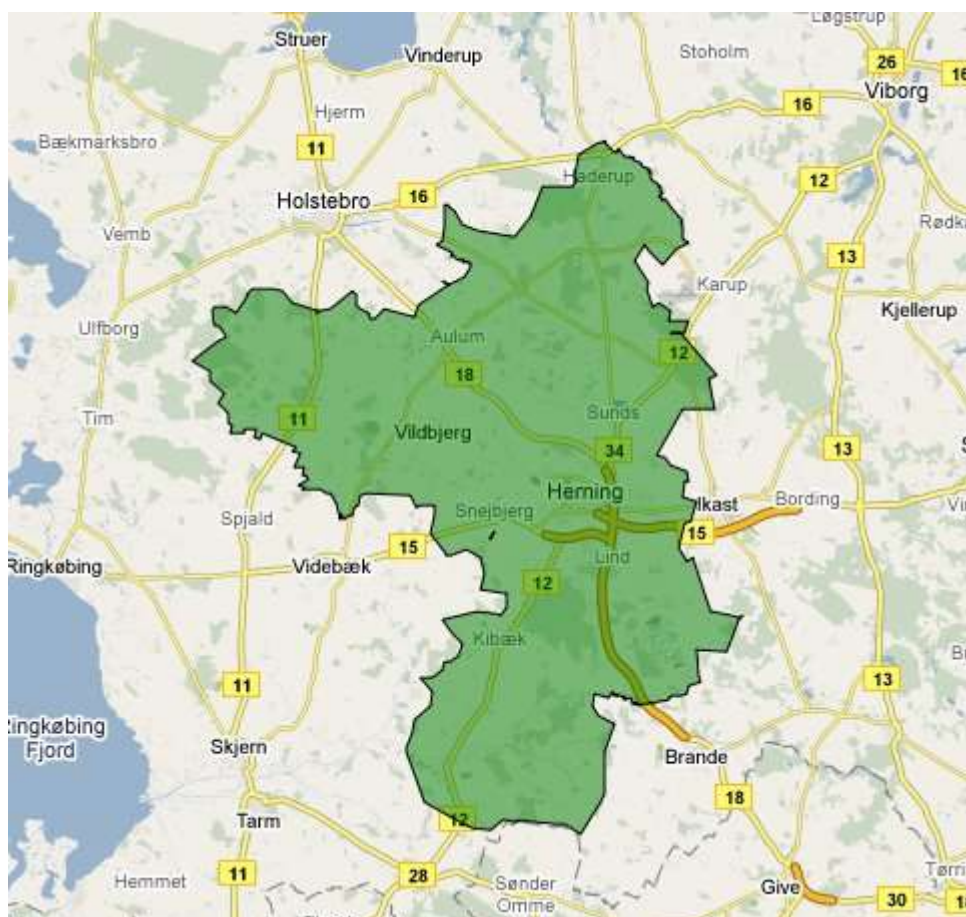 Løgstrup
Struer
Vinderup
Stoholm
26
16
Viborg
Hjerm
16
Bækmarksbro
11
12
Haderup
16
Holstebro
Vemb
13
Karup
Kjellerup
Ulfborg
Aulum
12
18
Tim
11
Sunds
Vildbjerg
34
13
Herning
Bording
Snejbjerg
Spjald
15
15
Ringkøbing
Videbæk
Lind
12
Kibæk
11
13
Ringkøbing
Fjord
Skjern
Brande
18
Tarm
12
11
28
Hemmet
Sønder
Omme
Give
30